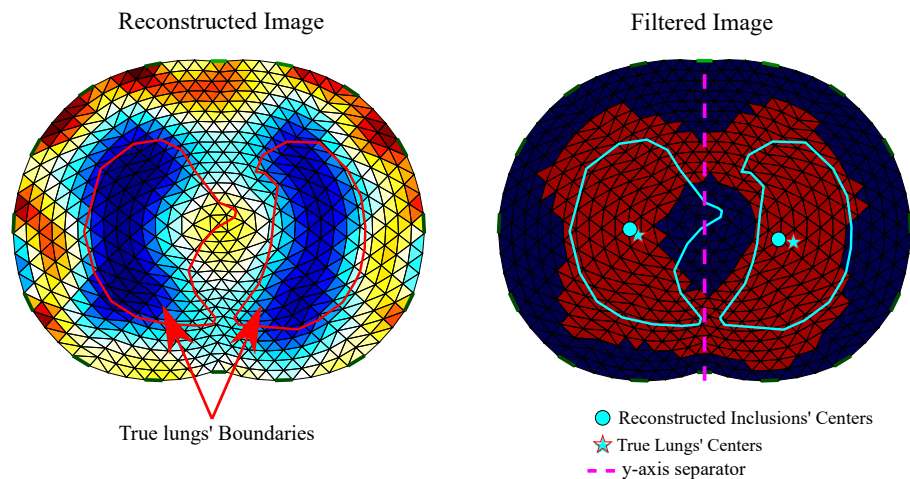 Reconstructed Image
Filtered Image
True lungs' Boundaries
Reconstructed Inclusions' Centers
True Lungs' Centers
y-axis separator